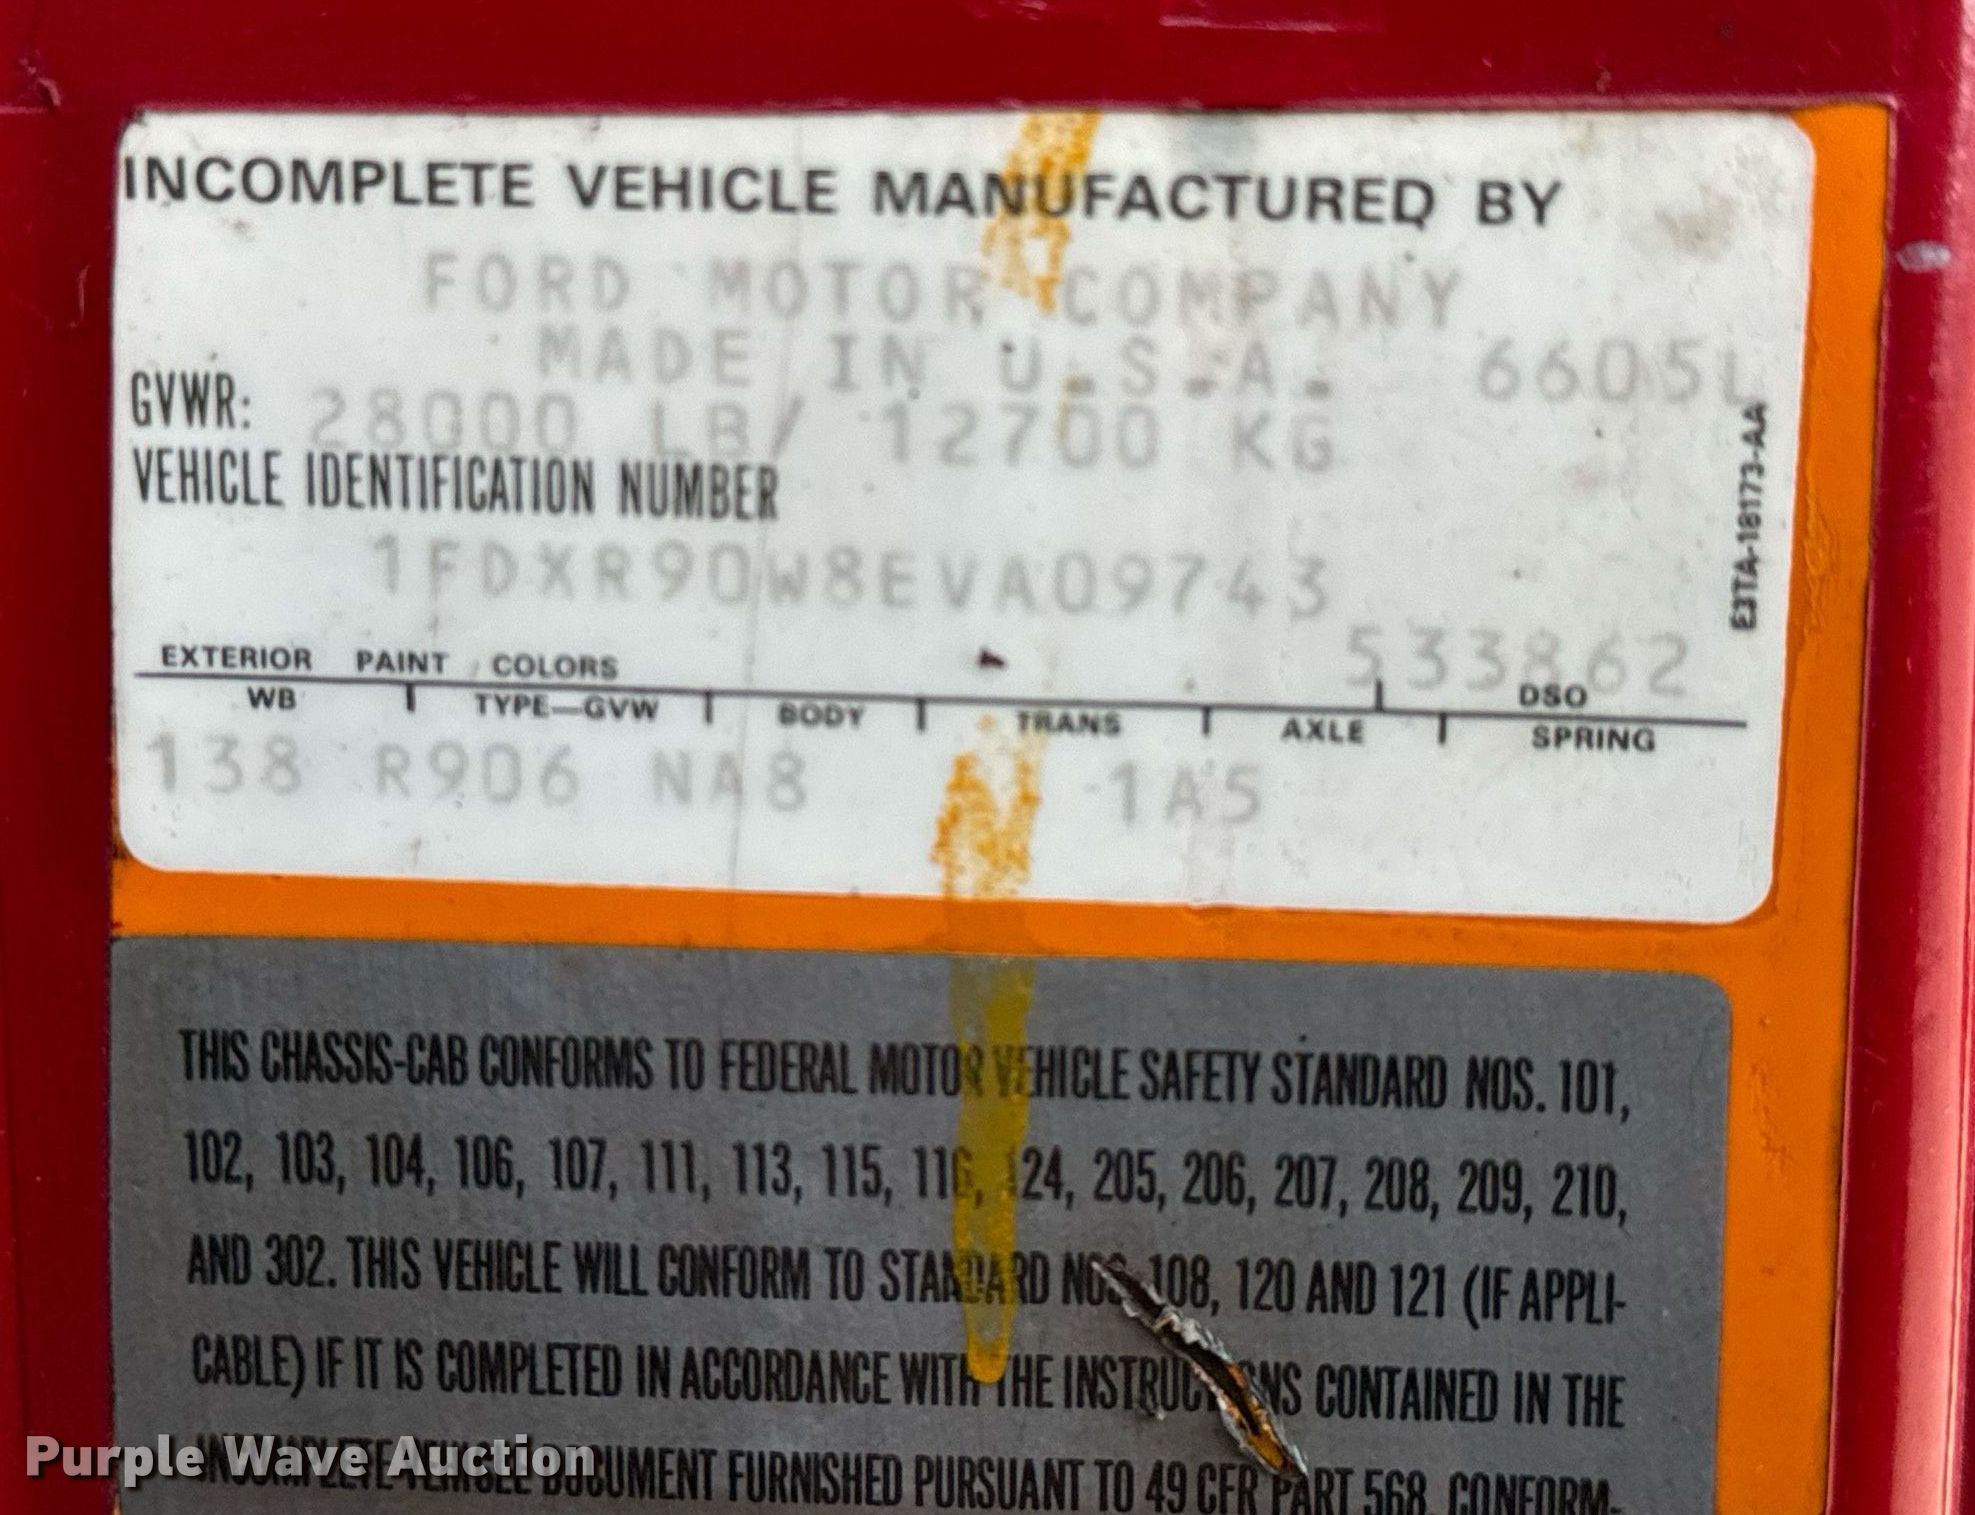 INCOMPLETE VEHICLE MANUFACTURED BY
FORD MOTOR COMPANY
MADE IN U.S.A. 6605L
GVWR: 28000 LB/ 12700 KG
VEHICLE IDENTIFICATION NUMBER
1FDXR90W8EVA09743
E3TA-18173-AA
533862
EXTERIOR PAINT COLORS DSO
WB TYPE—GVW BODY TRANS AXLE SPRING
138 R906 NA8 1A5
THIS CHASSIS-CAB CONFORMS TO FEDERAL MOTOR VEHICLE SAFETY STANDARD NOS. 101,
102, 103, 104, 106, 107, 111, 113, 115, 116, 124, 205, 206, 207, 208, 209, 210,
AND 302. THIS VEHICLE WILL CONFORM TO STANDARD NOS. 108, 120 AND 121 (IF APPLI-
CABLE) IF IT IS COMPLETED IN ACCORDANCE WITH THE INSTRUCTIONS CONTAINED IN THE
INCOMPLETE VEHICLE DOCUMENT FURNISHED PURSUANT TO 49 CFR PART 568. CONFORM-
Purple Wave Auction